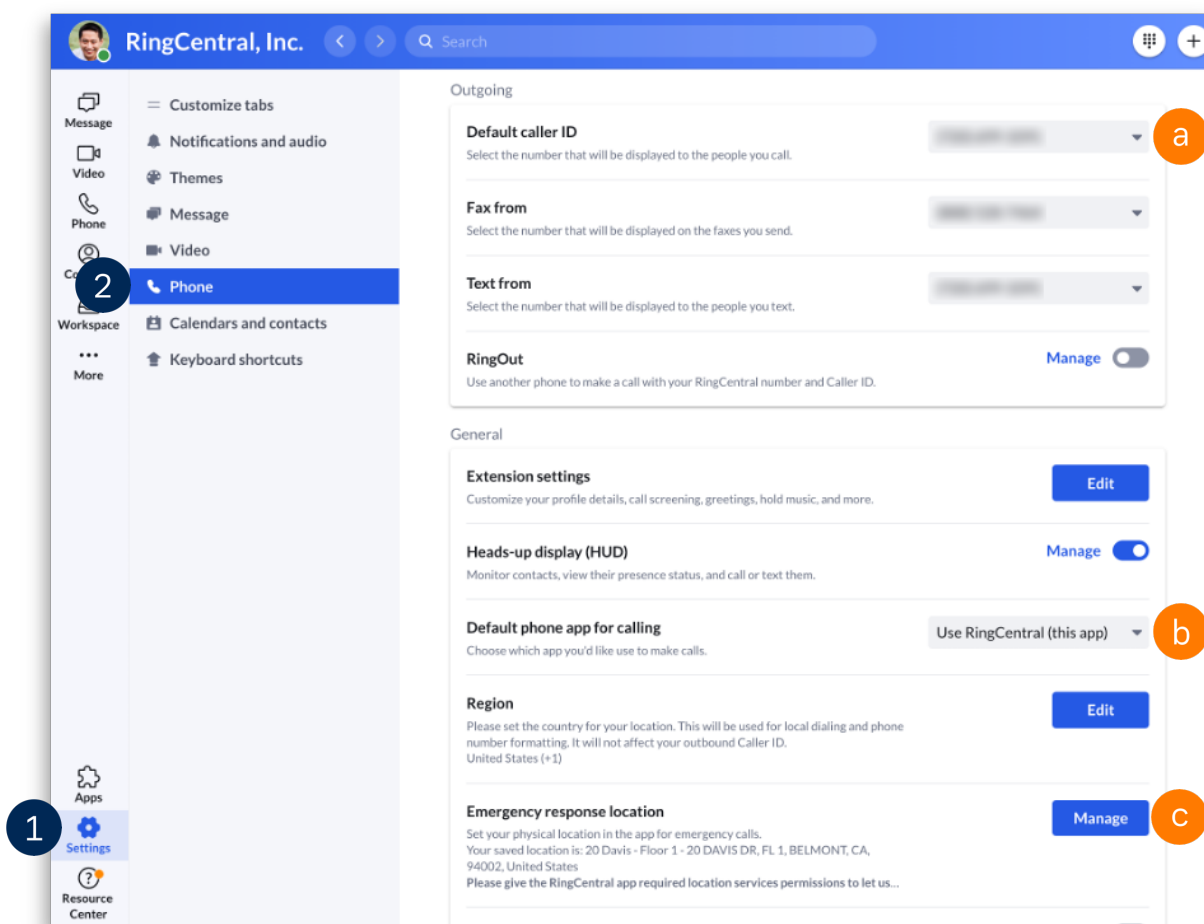 RingCentral, Inc.
Search
Message
Video
Phone
Workspace
More
Apps
1
Settings
Resource
Center
Customize tabs
Notifications and audio
Themes
Message
Video
2
Phone
Calendars and contacts
Keyboard shortcuts
Outgoing
Default caller ID
Select the number that will be displayed to the people you call.
a
Fax from
Select the number that will be displayed on the faxes you send.
Text from
Select the number that will be displayed to the people you text.
RingOut
Use another phone to make a call with your RingCentral number and Caller ID.
Manage
General
Extension settings
Customize your profile details, call screening, greetings, hold music, and more.
Edit
Heads-up display (HUD)
Monitor contacts, view their presence status, and call or text them.
Manage
Default phone app for calling
Choose which app you'd like use to make calls.
Use RingCentral (this app)
b
Region
Please set the country for your location. This will be used for local dialing and phone
number formatting. It will not affect your outbound Caller ID.
United States (+1)
Edit
Emergency response location
Set your physical location in the app for emergency calls.
Your saved location is: 20 Davis - Floor 1 - 20 DAVIS DR, FL 1, BELMONT, CA,
94002, United States
Please give the RingCentral app required location services permissions to let us...
Manage
c